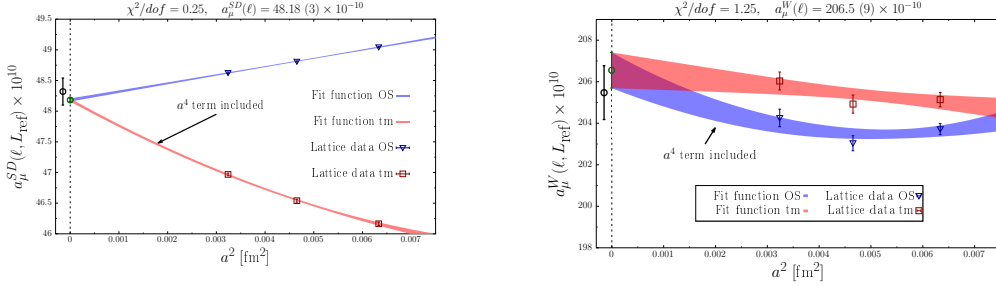 χ²/dof = 0.25, a_μ^{SD}(ℓ) = 48.18 (3) × 10⁻¹⁰
49.5
49
48.5
48
47.5
47
46.5
46
a_μ^{SD}(ℓ, L_ref) × 10¹⁰
a⁴ term included
Fit function OS
Fit function tm
Lattice data OS
Lattice data tm
0 0.001 0.002 0.003 0.004 0.005 0.006 0.007
a² [fm²]
χ²/dof = 1.25, a_μ^W(ℓ) = 206.5 (9) × 10⁻¹⁰
208
206
204
202
200
198
a_μ^W(ℓ, L_ref) × 10¹⁰
a⁴ term included
Fit function OS Lattice data OS
Fit function tm Lattice data tm
0 0.001 0.002 0.003 0.004 0.005 0.006 0.007
a² [fm²]